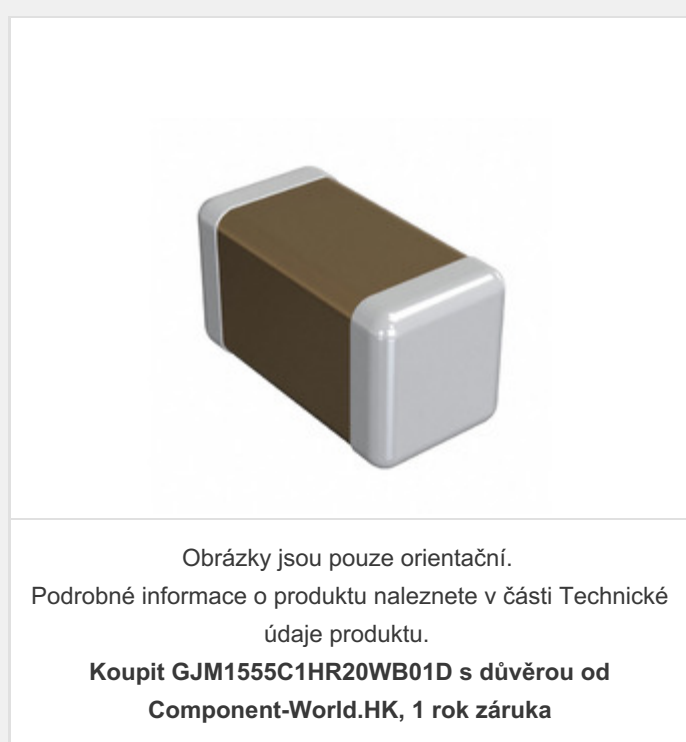 Obrázky jsou pouze orientační.
Podrobné informace o produktu naleznete v části Technické
údaje produktu.
Koupit GJM1555C1HR20WB01D s důvěrou od
Component-World.HK, 1 rok záruka